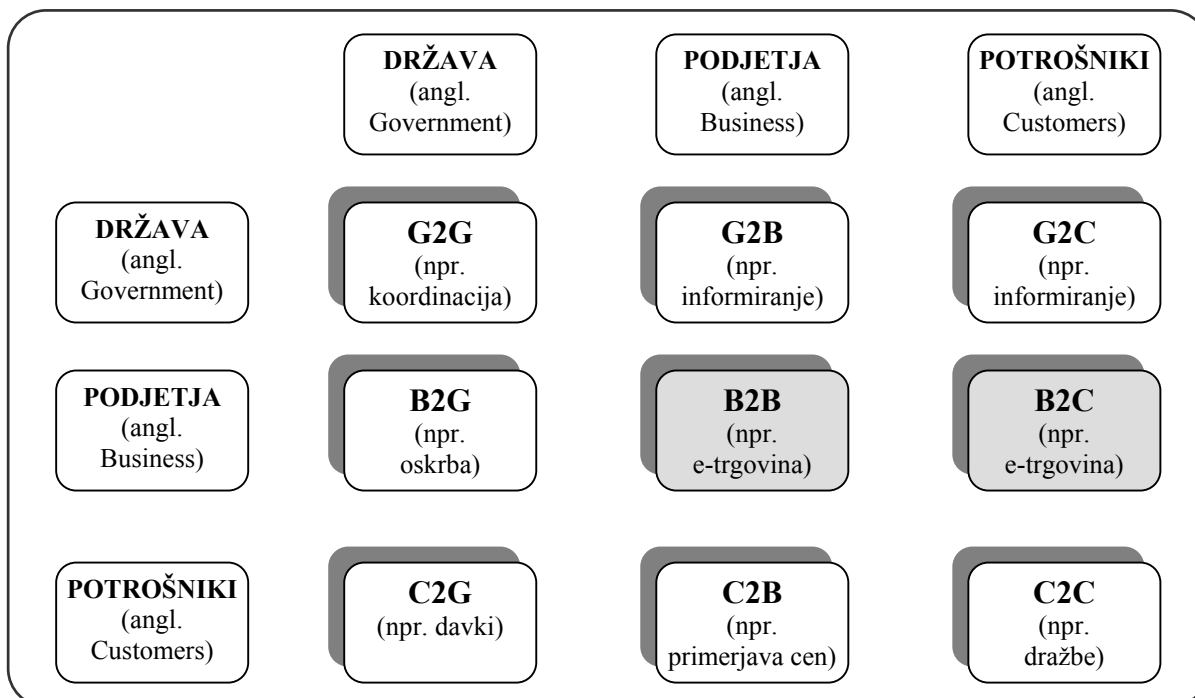 DRŽAVA
(angl.
Government)
PODJETJA
(angl.
Business)
POTROŠNIKI
(angl.
Customers)
DRŽAVA
(angl.
Government)
G2G
(npr.
koordinacija)
G2B
(npr.
informiranje)
G2C
(npr.
informiranje)
PODJETJA
(angl.
Business)
B2G
(npr.
oskrba)
B2B
(npr.
e-trgovina)
B2C
(npr.
e-trgovina)
POTROŠNIKI
(angl.
Customers)
C2G
(npr. davki)
C2B
(npr.
primerjava cen)
C2C
(npr.
dražbe)